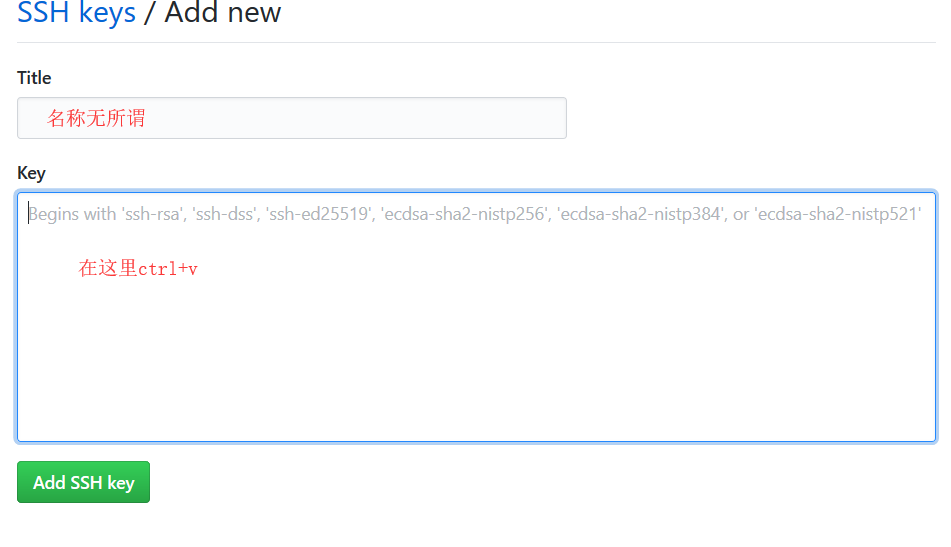 SSH keys / Add new
Title
名称无所谓
Key
Begins with 'ssh-rsa', 'ssh-dss', 'ssh-ed25519', 'ecdsa-sha2-nistp256', 'ecdsa-sha2-nistp384', or 'ecdsa-sha2-nistp521'
在这里ctrl+v
Add SSH key